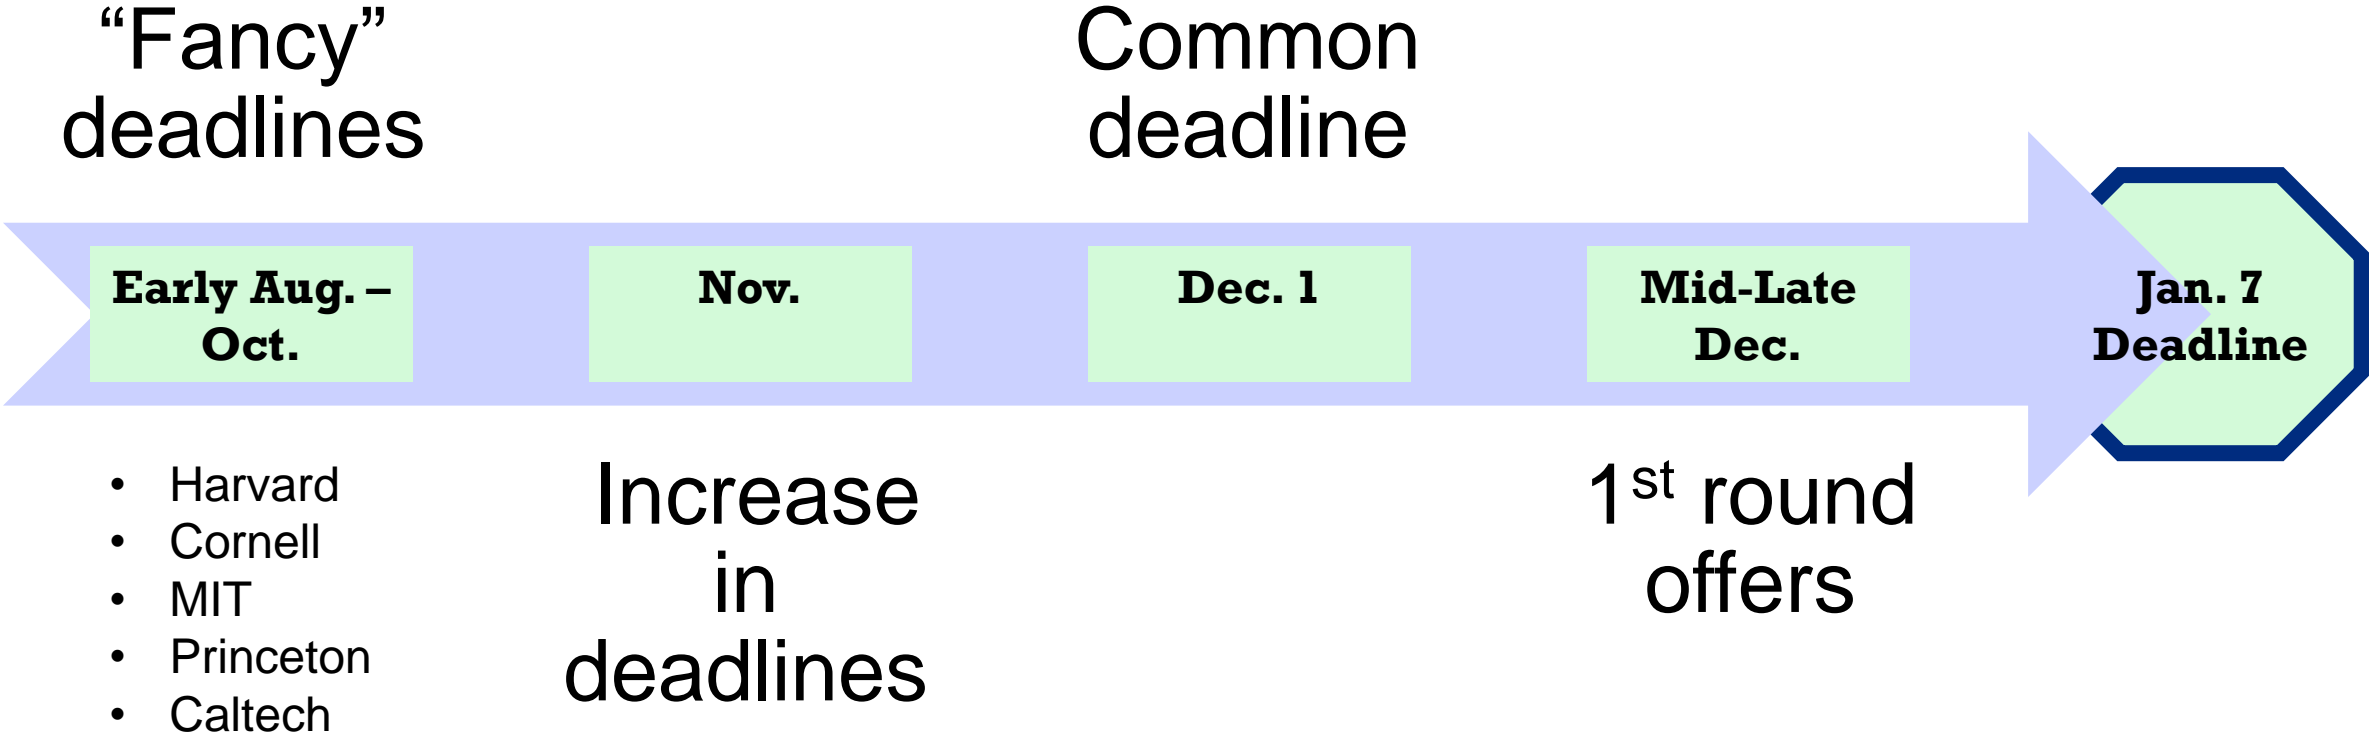 “Fancy”
deadlines
Common
deadline
Early Aug. –
Oct.
Nov.
Dec. 1
Mid-Late
Dec.
Jan. 7
Deadline
• Harvard
• Cornell
• MIT
• Princeton
• Caltech
Increase
in
deadlines
1st round
offers